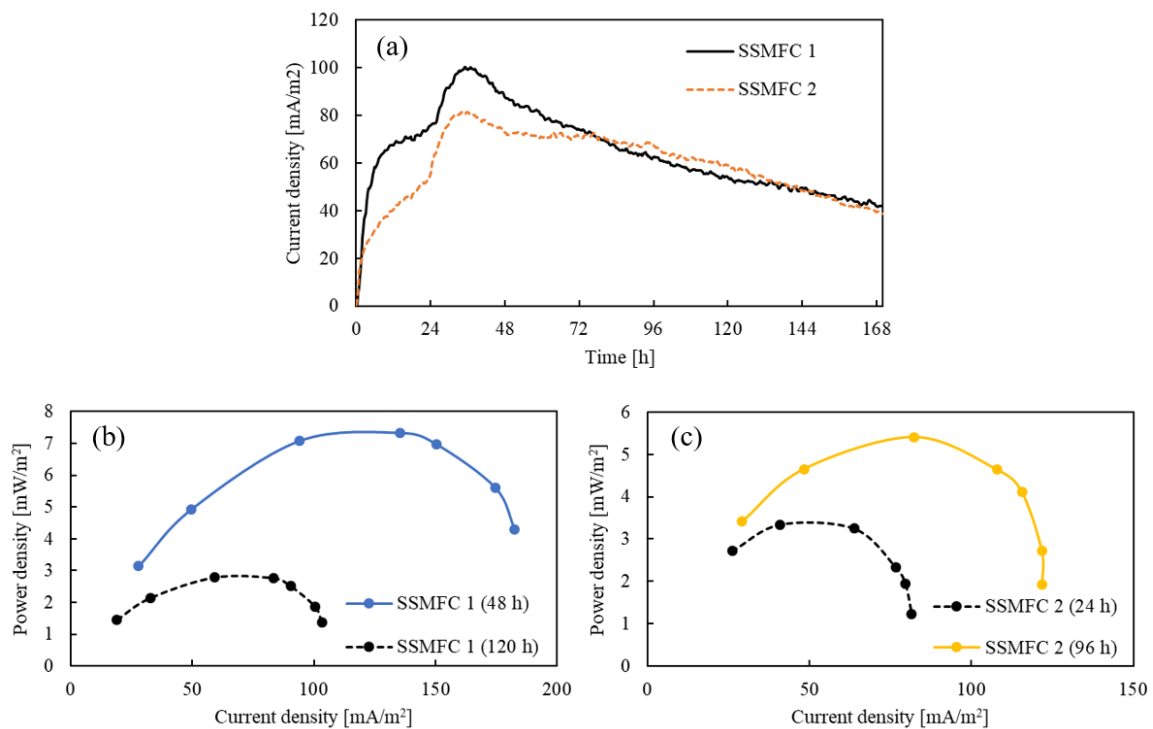 (a)
SSMFC 1
SSMFC 2
Current density [mA/m2)
120
100
80
60
40
20
0
0 24 48 72 96 120 144 168
Time [h]
(b)
Power density [mW/m²]
8
7
6
5
4
3
2
1
0
SSMFC 1 (48 h)
SSMFC 1 (120 h)
0 50 100 150 200
Current density [mA/m²]
(c)
Power density [mW/m²]
6
5
4
3
2
1
0
SSMFC 2 (24 h)
SSMFC 2 (96 h)
0 50 100 150
Current density [mA/m²]